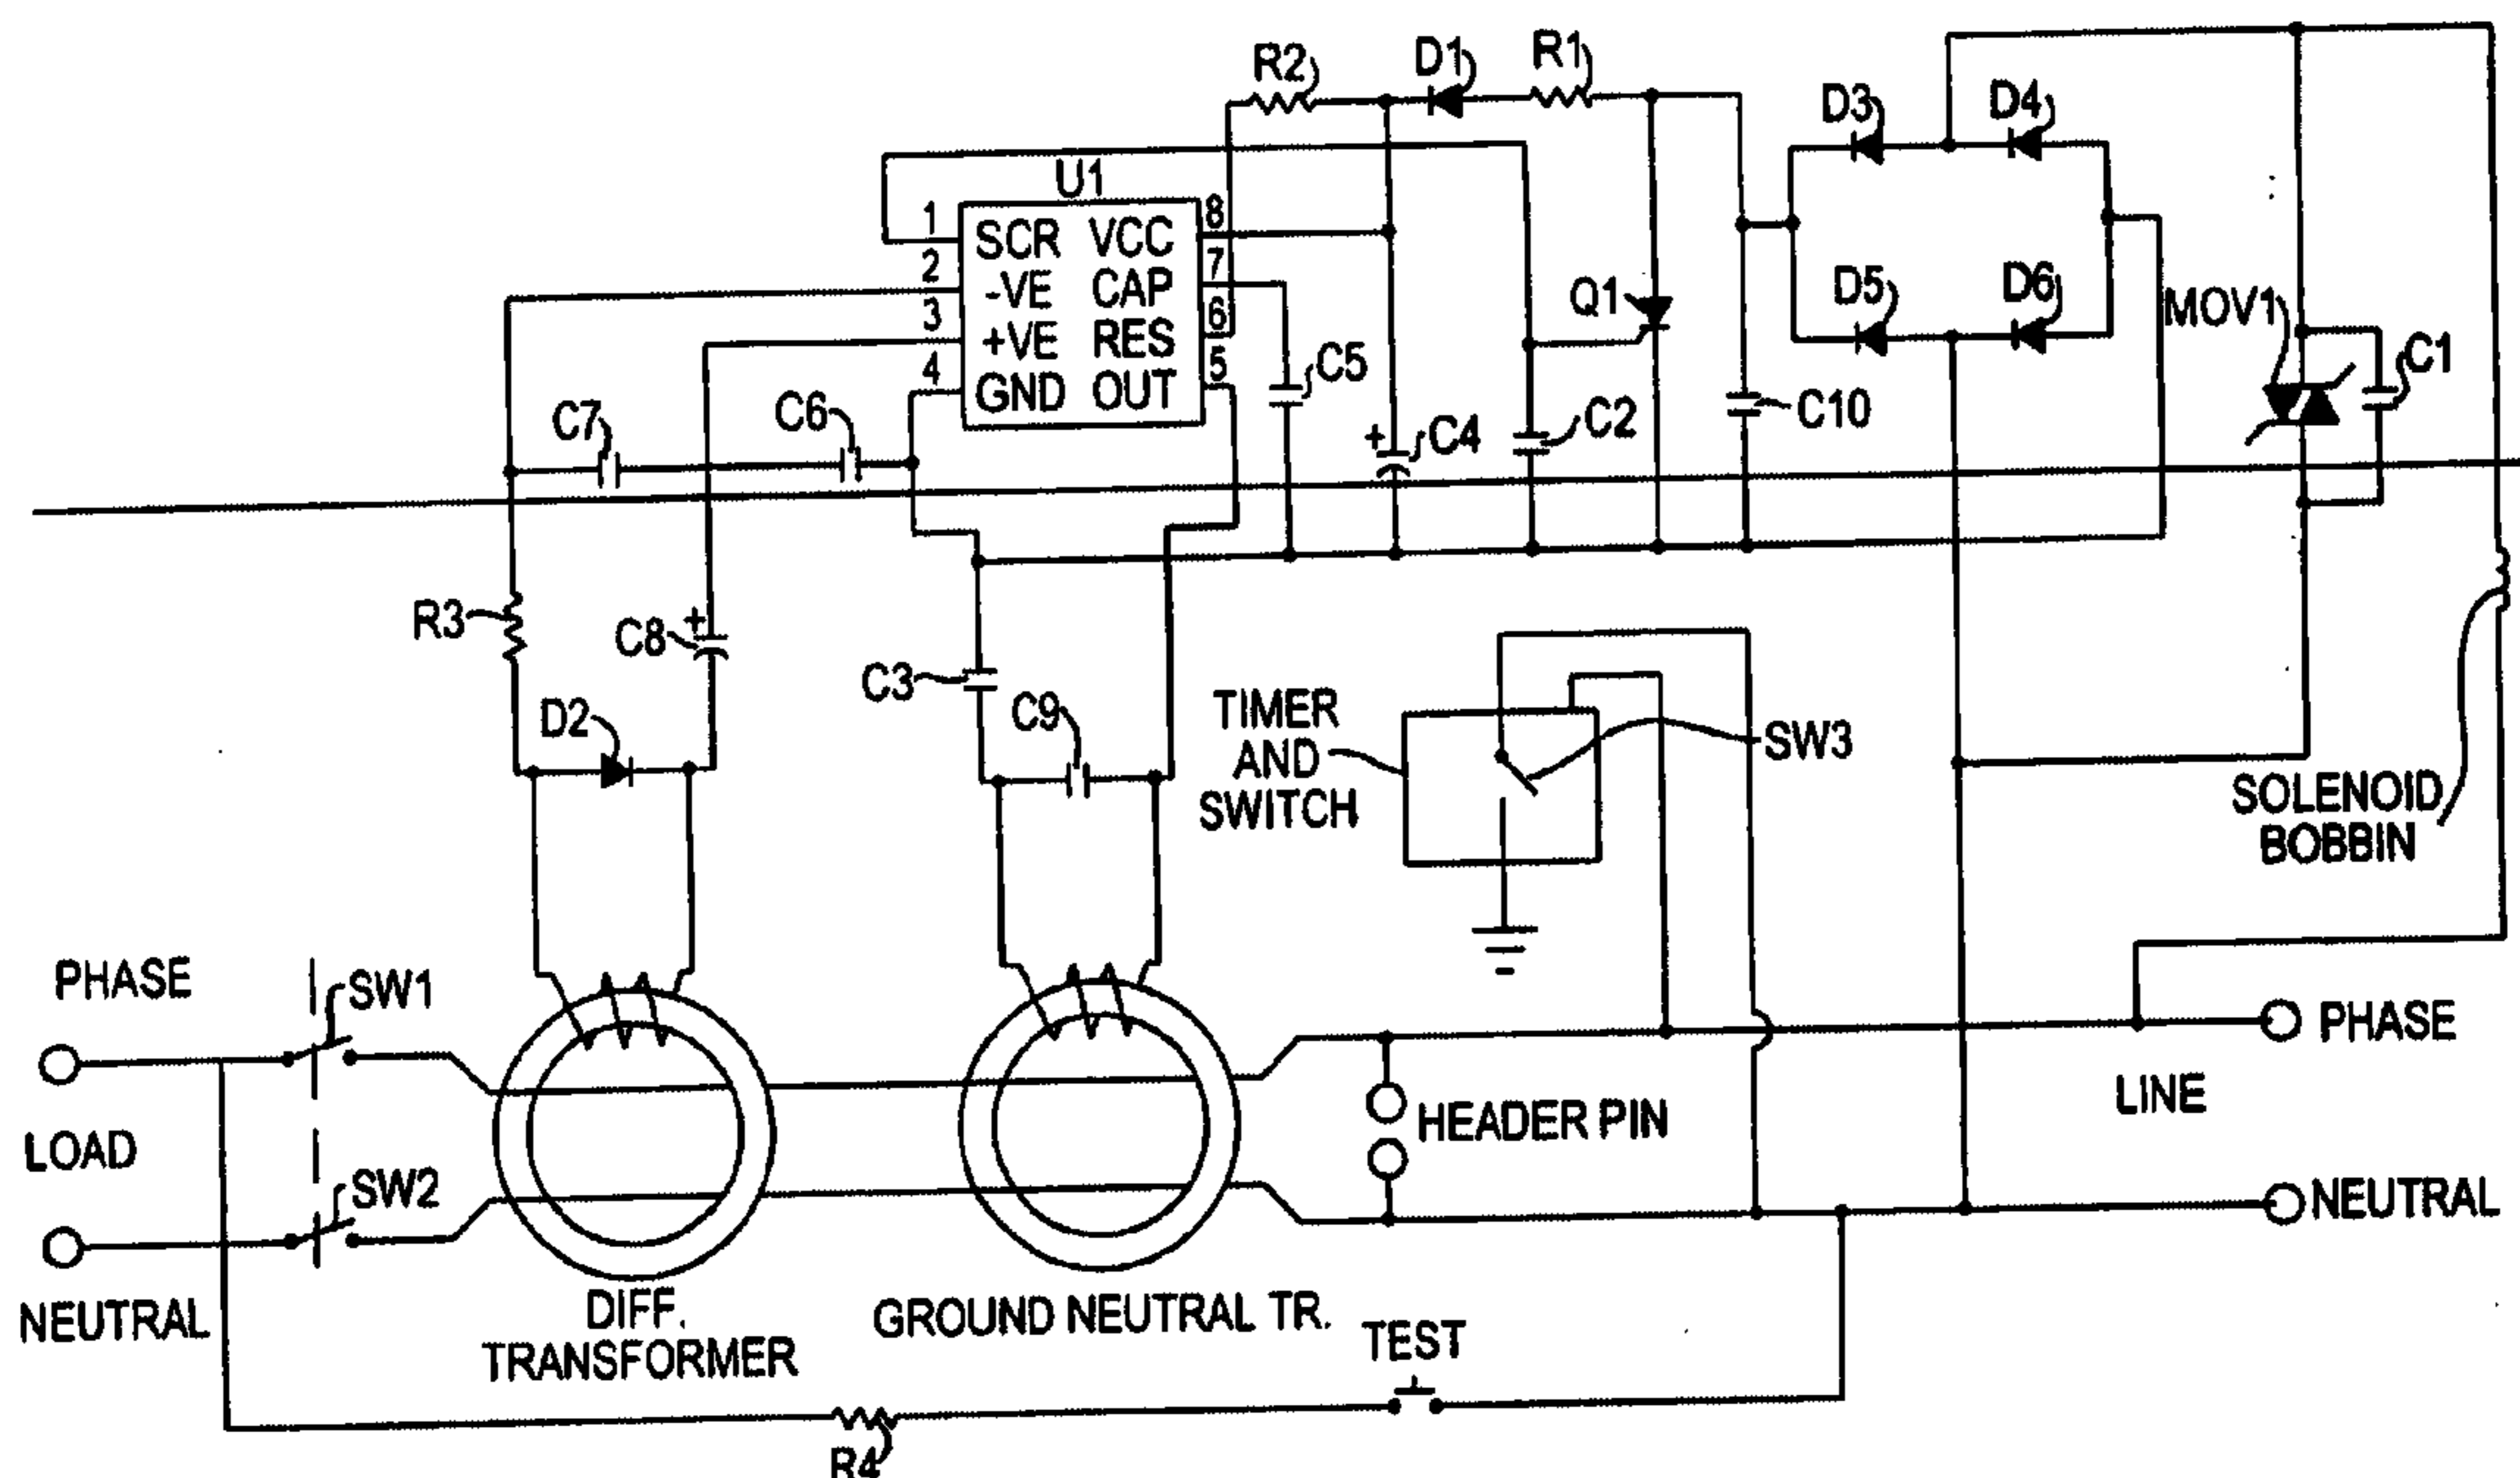 R2
D1
R1
D3
D4
U1
1 SCR VCC 8
2 -VE CAP 7
3 +VE RES 6
4 GND OUT 5
Q1
D5
D6
MOV1
C1
C7
C6
C5
+ C4
C2
C10
R3
C8 +
D2
C3
C9
TIMER
AND
SWITCH
SW3
SOLENOID
BOBBIN
PHASE
SW1
LOAD
SW2
NEUTRAL
DIFF.
TRANSFORMER
GROUND NEUTRAL TR.
HEADER PIN
PHASE
LINE
NEUTRAL
TEST
R4